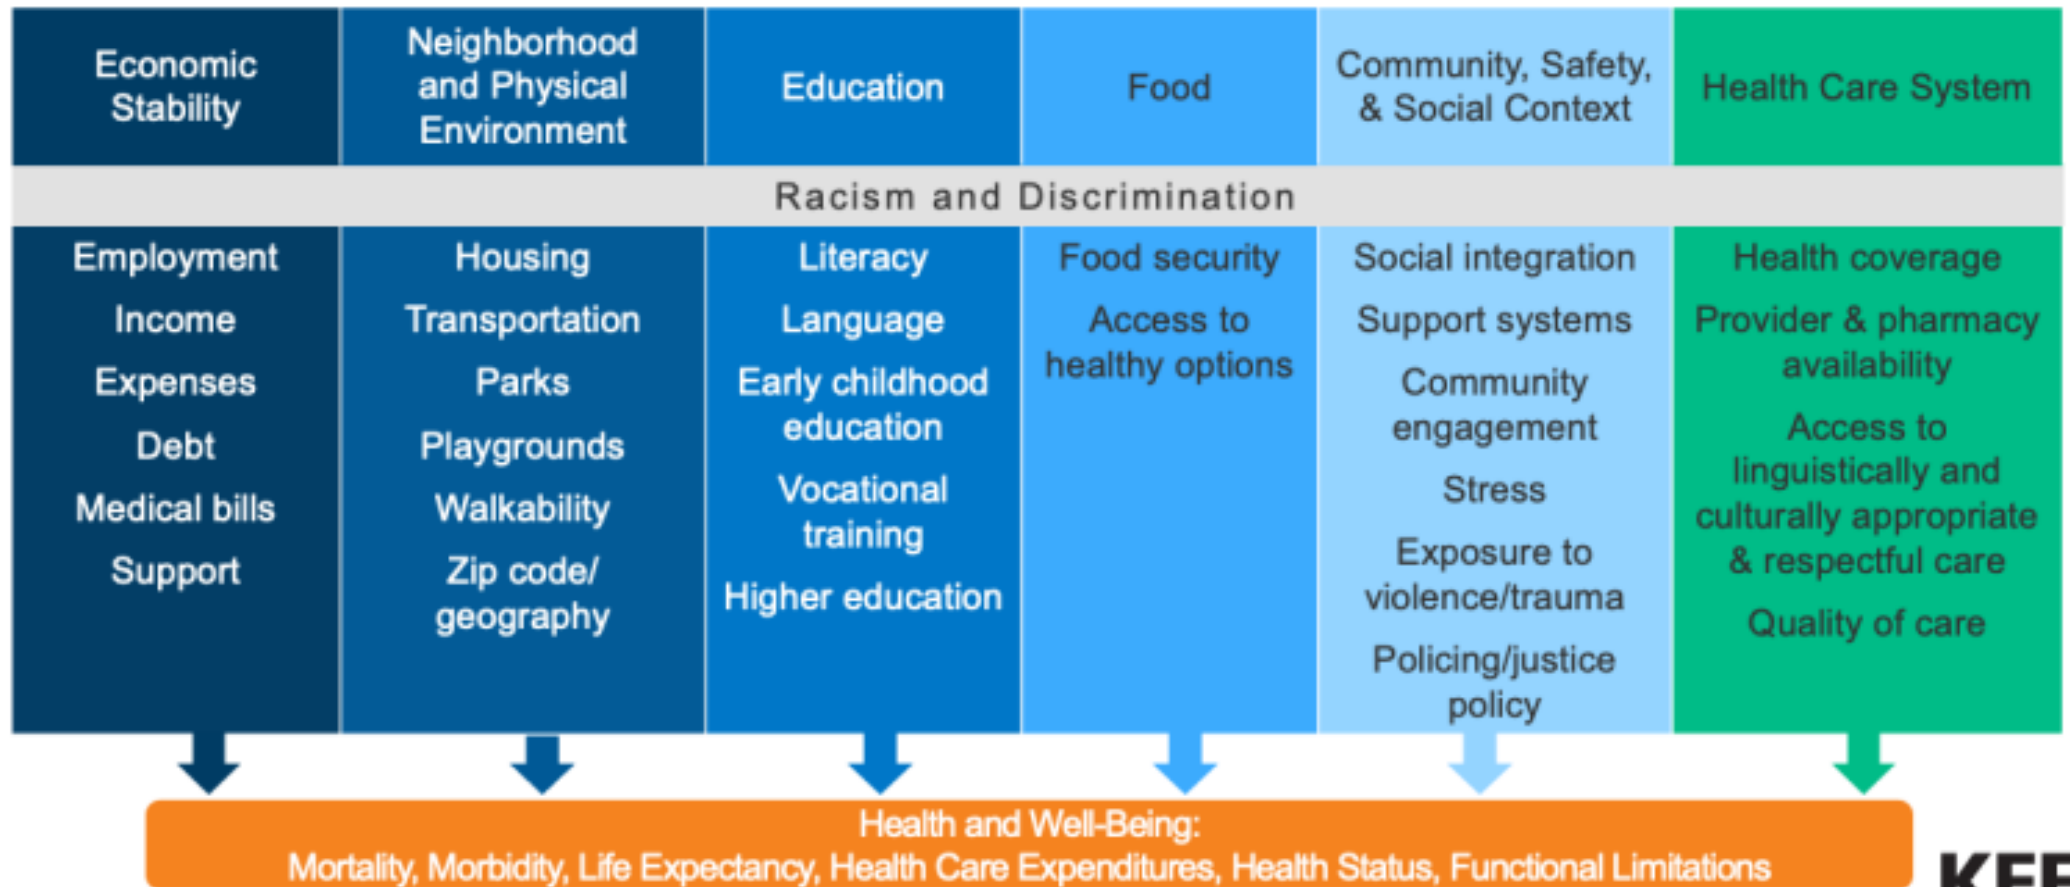 Economic
Stability
Neighborhood
and Physical
Environment
Education
Food
Community, Safety,
& Social Context
Health Care System
Racism and Discrimination
Employment
Income
Expenses
Debt
Medical bills
Support
Housing
Transportation
Parks
Playgrounds
Walkability
Zip code/
geography
Literacy
Language
Early childhood
education
Vocational
training
Higher education
Food security
Access to
healthy options
Social integration
Support systems
Community
engagement
Stress
Exposure to
violence/trauma
Policing/justice
policy
Health coverage
Provider & pharmacy
availability
Access to
linguistically and
culturally appropriate
& respectful care
Quality of care
Health and Well-Being:
Mortality, Morbidity, Life Expectancy, Health Care Expenditures, Health Status, Functional Limitations